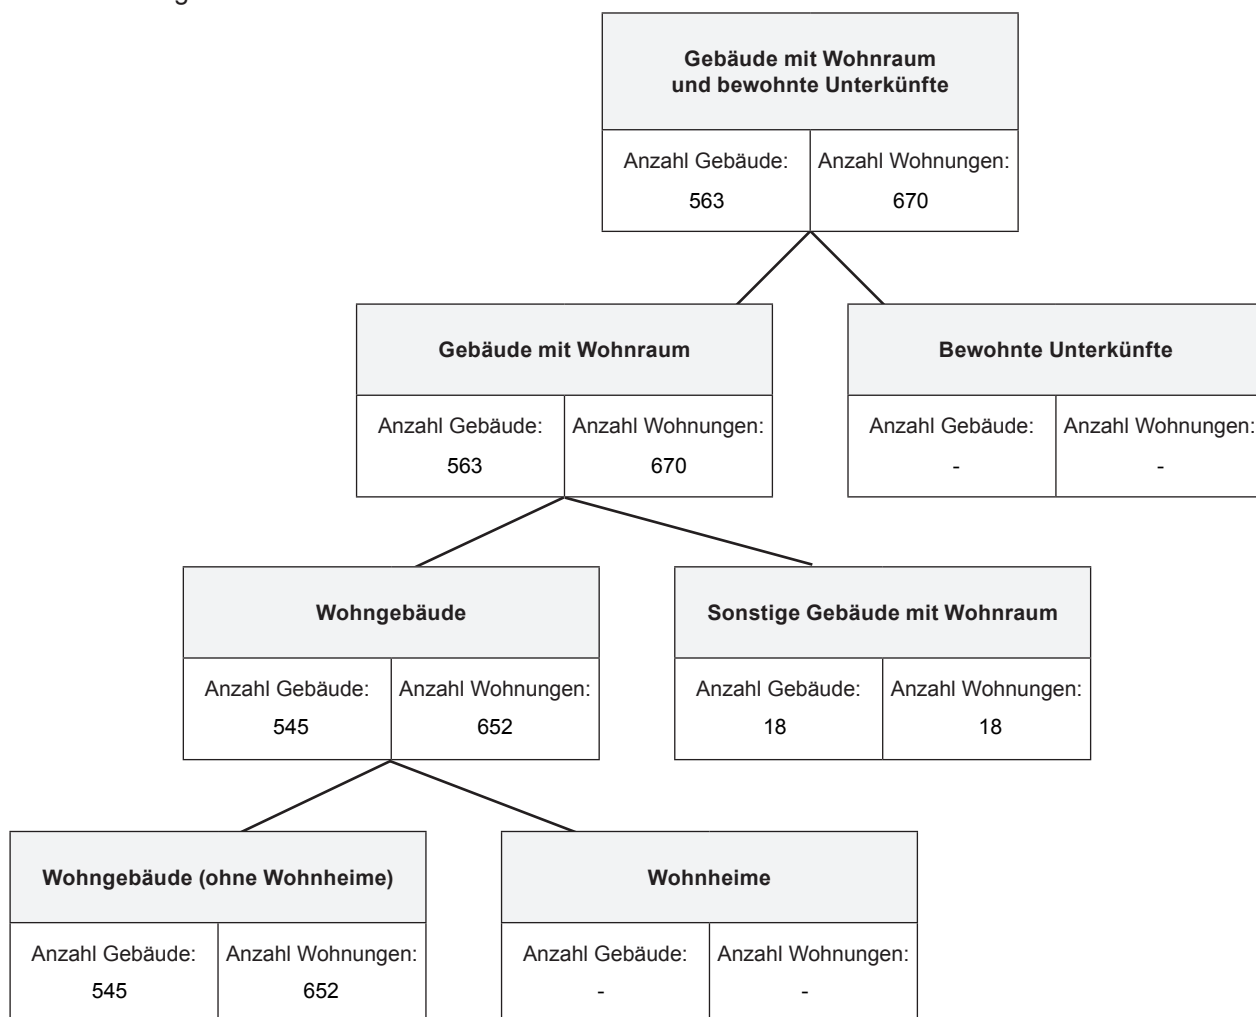 Gebäude mit Wohnraum
und bewohnte Unterkünfte
Anzahl Gebäude: Anzahl Wohnungen:
563 670
Gebäude mit Wohnraum Bewohnte Unterkünfte
Anzahl Gebäude: Anzahl Wohnungen: Anzahl Gebäude: Anzahl Wohnungen:
563 670 - -
Wohngebäude Sonstige Gebäude mit Wohnraum
Anzahl Gebäude: Anzahl Wohnungen: Anzahl Gebäude: Anzahl Wohnungen:
545 652 18 18
Wohngebäude (ohne Wohnheime) Wohnheime
Anzahl Gebäude: Anzahl Wohnungen: Anzahl Gebäude: Anzahl Wohnungen:
545 652 - -